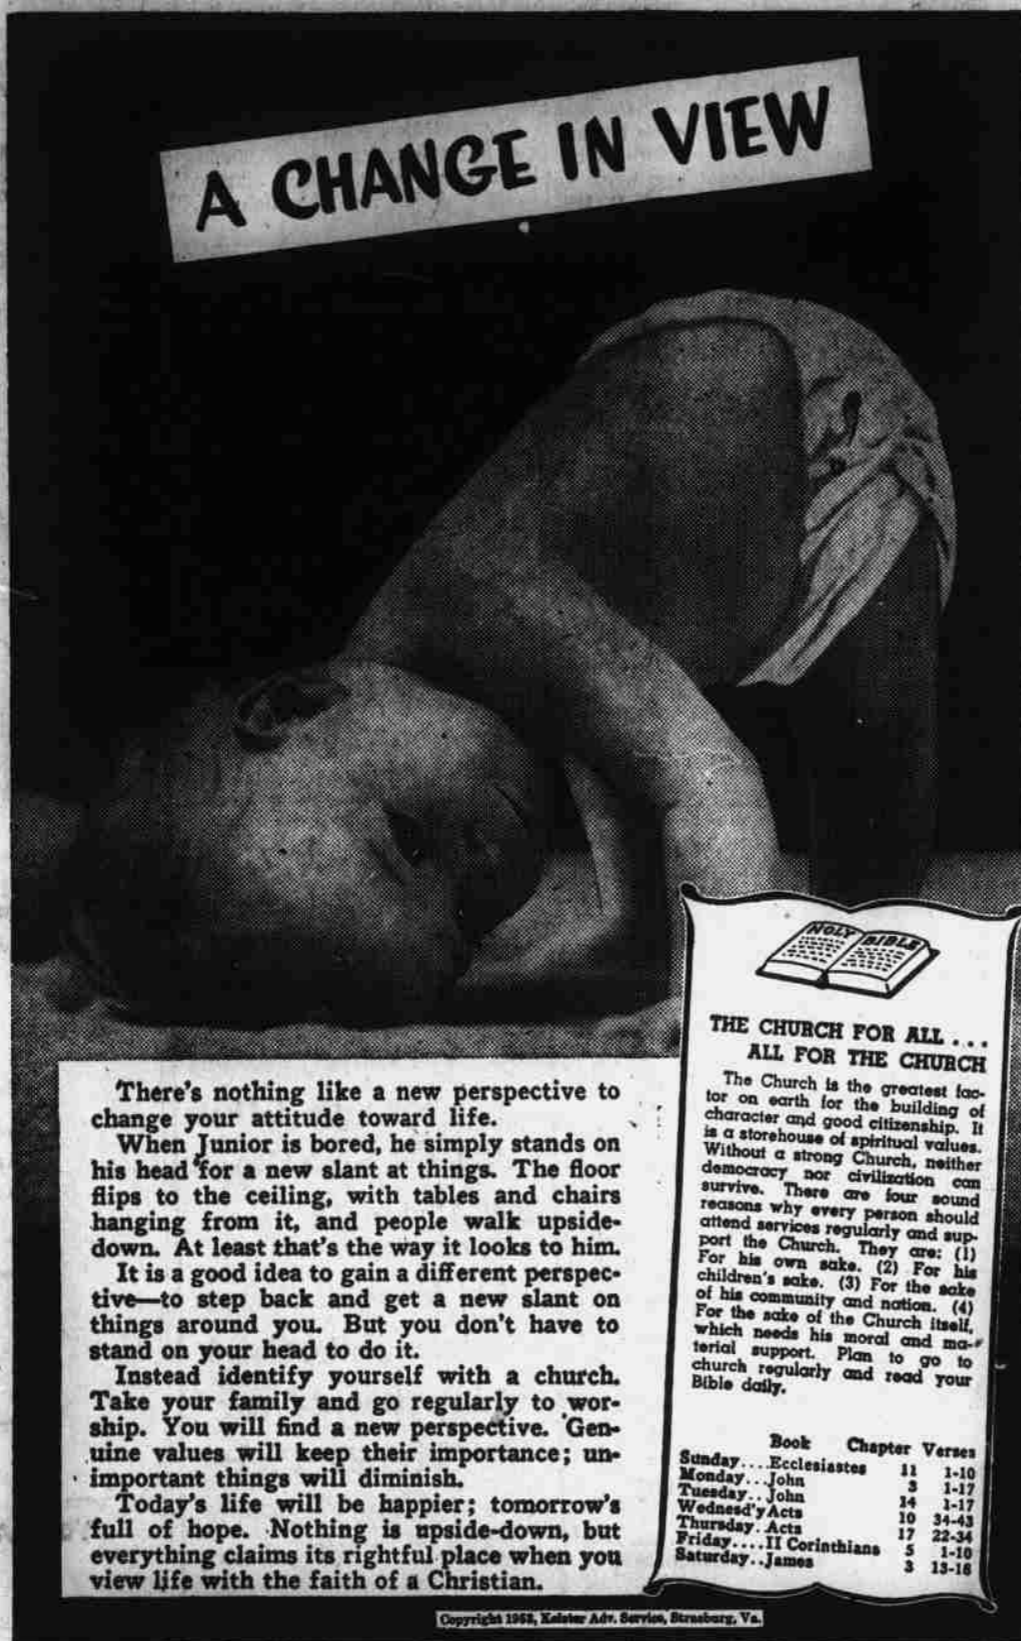 A CHANGE IN VIEW
There's nothing like a new perspective to
change your attitude toward life.
When Junior is bored, he simply stands on
his head for a new slant at things. The floor
flips to the ceiling, with tables and chairs
hanging from it, and people walk upside-
down. At least that's the way it looks to him.
It is a good idea to gain a different perspec-
tive—to step back and get a new slant on
things around you. But you don't have to
stand on your head to do it.
Instead identify yourself with a church.
Take your family and go regularly to wor-
ship. You will find a new perspective. Gen-
uine values will keep their importance; un-
important things will diminish.
Today's life will be happier; tomorrow's
full of hope. Nothing is upside-down, but
everything claims its rightful place when you
view life with the faith of a Christian.
HOLY BIBLE
THE CHURCH FOR ALL . . .
ALL FOR THE CHURCH
The Church is the greatest fac-
tor on earth for the building of
character and good citizenship. It
is a storehouse of spiritual values.
Without a strong Church, neither
democracy nor civilization can
survive. There are four sound
reasons why every person should
attend services regularly and sup-
port the Church. They are: (1)
For his own sake. (2) For his
children's sake. (3) For the sake
of his community and nation. (4)
For the sake of the Church itself,
which needs his moral and ma-
terial support. Plan to go to
church regularly and read your
Bible daily.
Book Chapter Verses
Sunday....Ecclesiastes 11 1-10
Monday...John 3 1-17
Tuesday..John 14 1-17
Wednesd'y Acts 10 34-43
Thursday..Acts 17 22-34
Friday....II Corinthians 5 1-10
Saturday..James 3 13-18
Copyright Keister Adv. Service, Strasburg, Va.